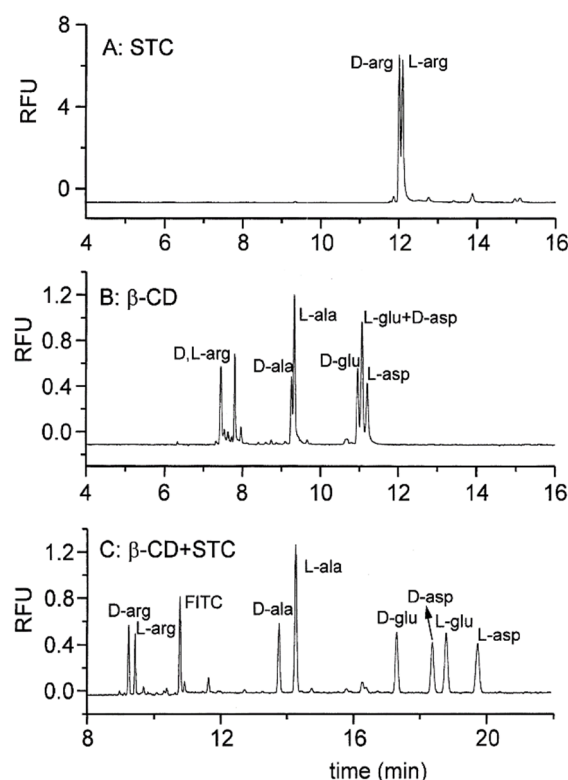 A: STC
D-arg
L-arg
RFU
8
4
0
4
6
8
10
12
14
16
B: β-CD
D,L-arg
D-ala
L-ala
D-glu
L-glu+D-asp
L-asp
RFU
1.2
0.8
0.4
0.0
4
6
8
10
12
14
16
C: β-CD+STC
D-arg
L-arg
FITC
D-ala
L-ala
D-glu
D-asp
L-glu
L-asp
RFU
1.2
0.8
0.4
0.0
8
10
12
14
16
18
20
time (min)